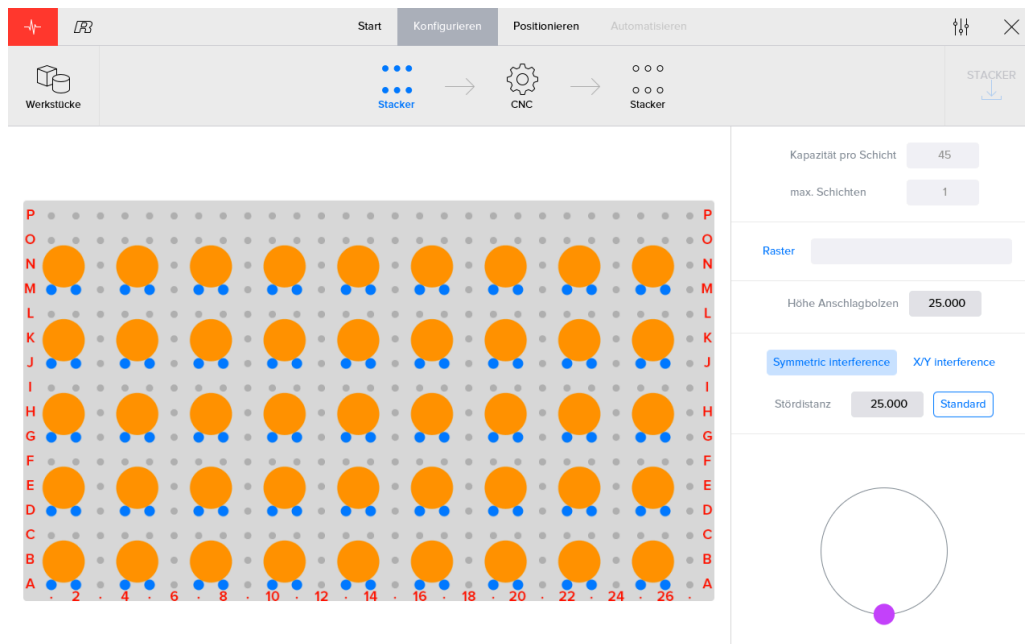 Start Konfigurieren Positionieren Automatisieren
Werkstücke Stacker CNC Stacker STACKER
Kapazität pro Schicht 45
max. Schichten 1
Raster
Höhe Anschlagbolzen 25.000
Symmetric interference X/Y interference
Stördistanz 25.000 Standard
P P
O O
N N
M M
L L
K K
J J
I I
H H
G G
F F
E E
D D
C C
B B
A A
. 2 . 4 . 6 . 8 . 10 . 12 . 14 . 16 . 18 . 20 . 22 . 24 . 26 .